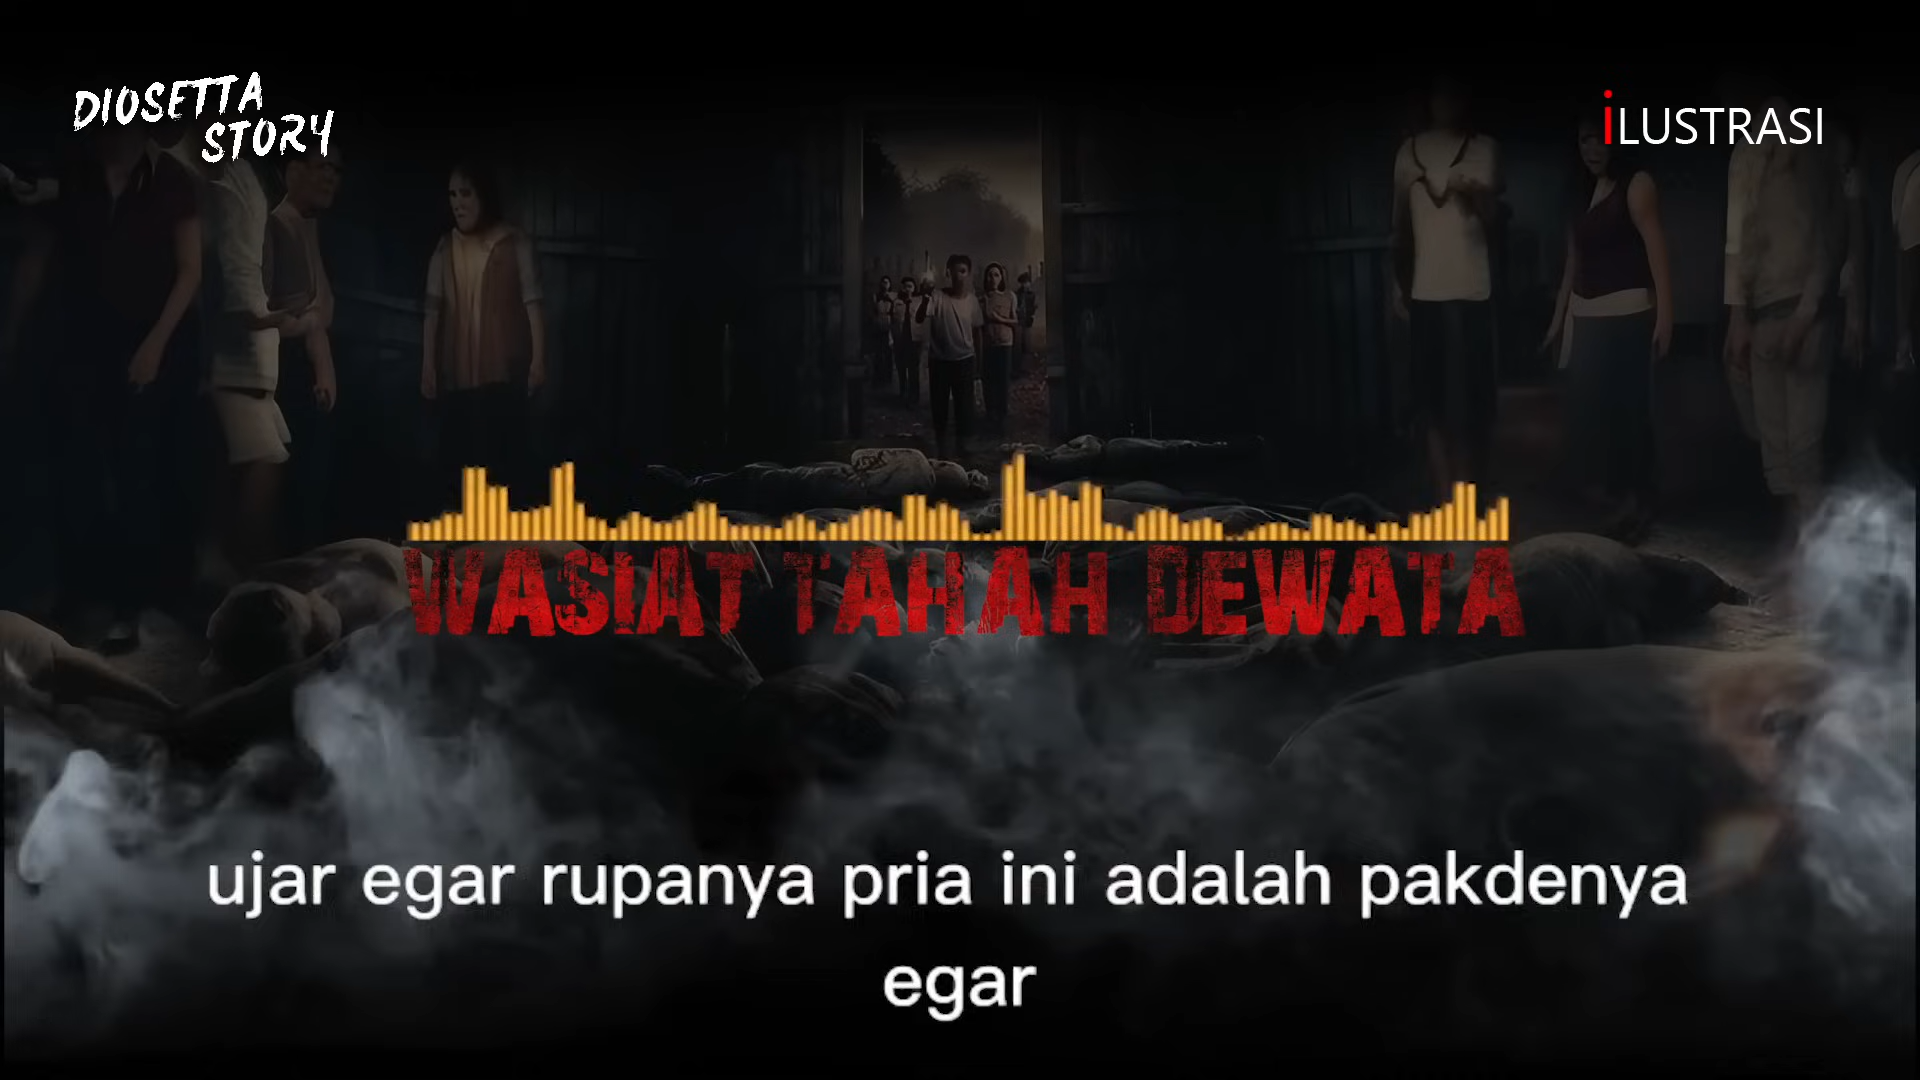 DIOSETTA
STORY
iLUSTRASI
WASIAT TANAH DEWATA
ujar egar rupanya pria ini adalah pakdenya
egar